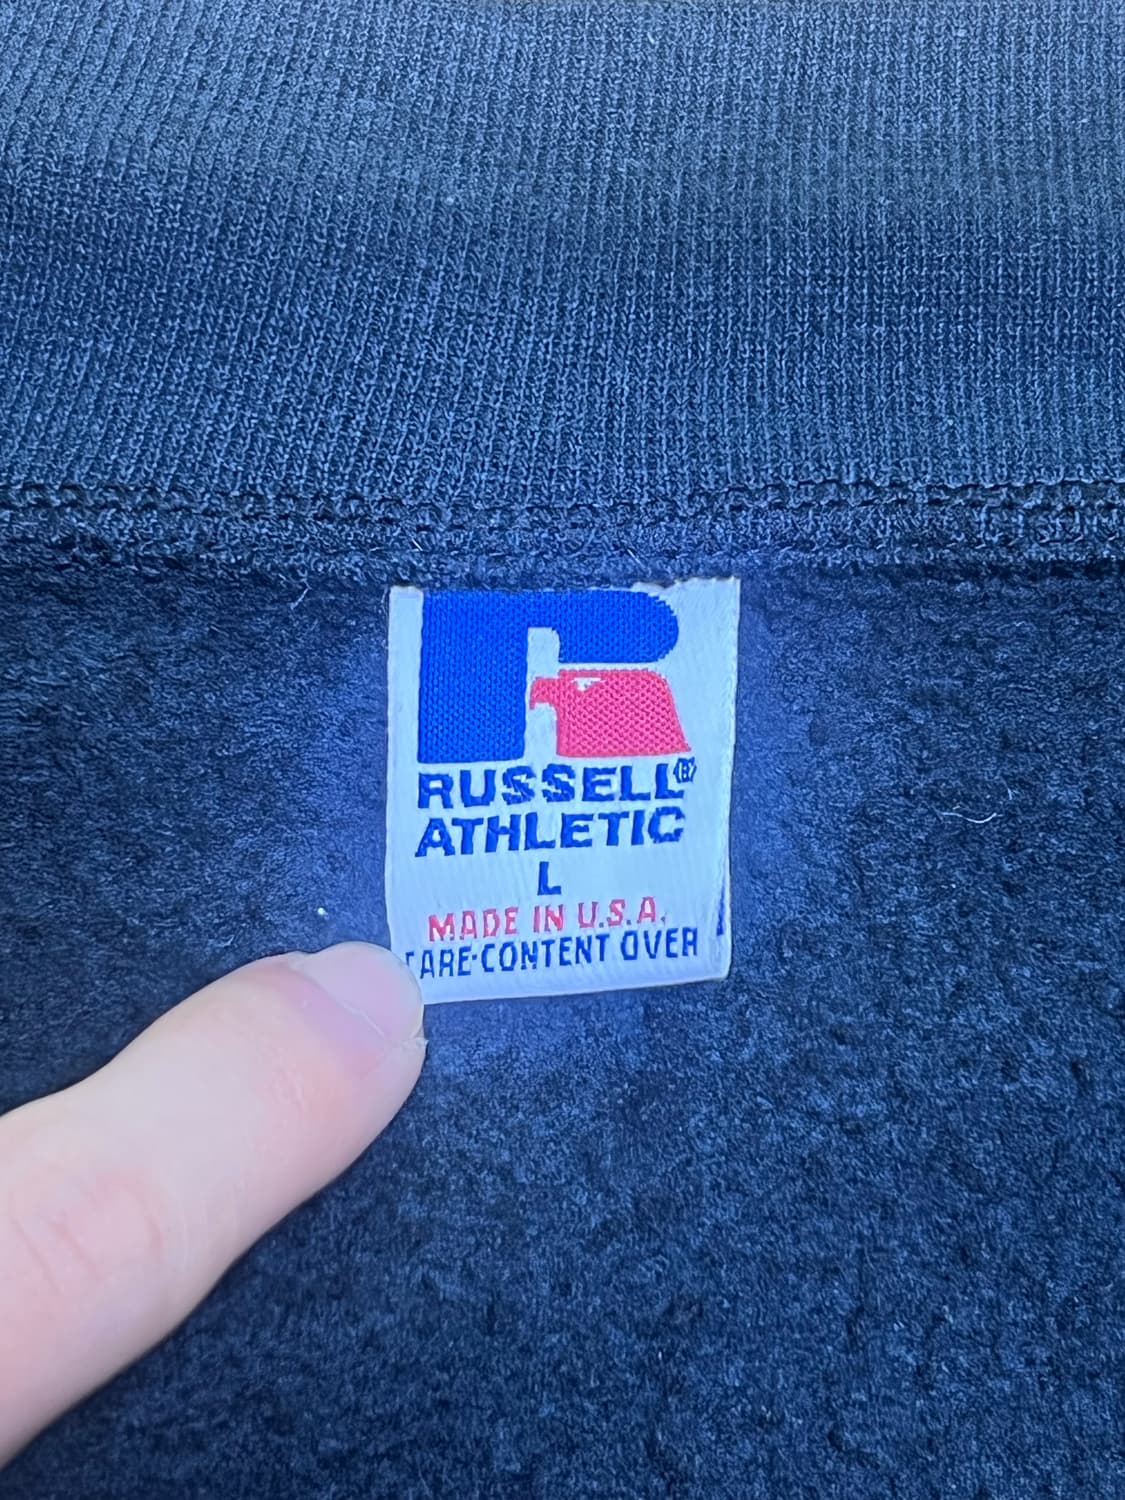 R
RUSSELL®
ATHLETIC
L
MADE IN U.S.A.
CARE·CONTENT OVER